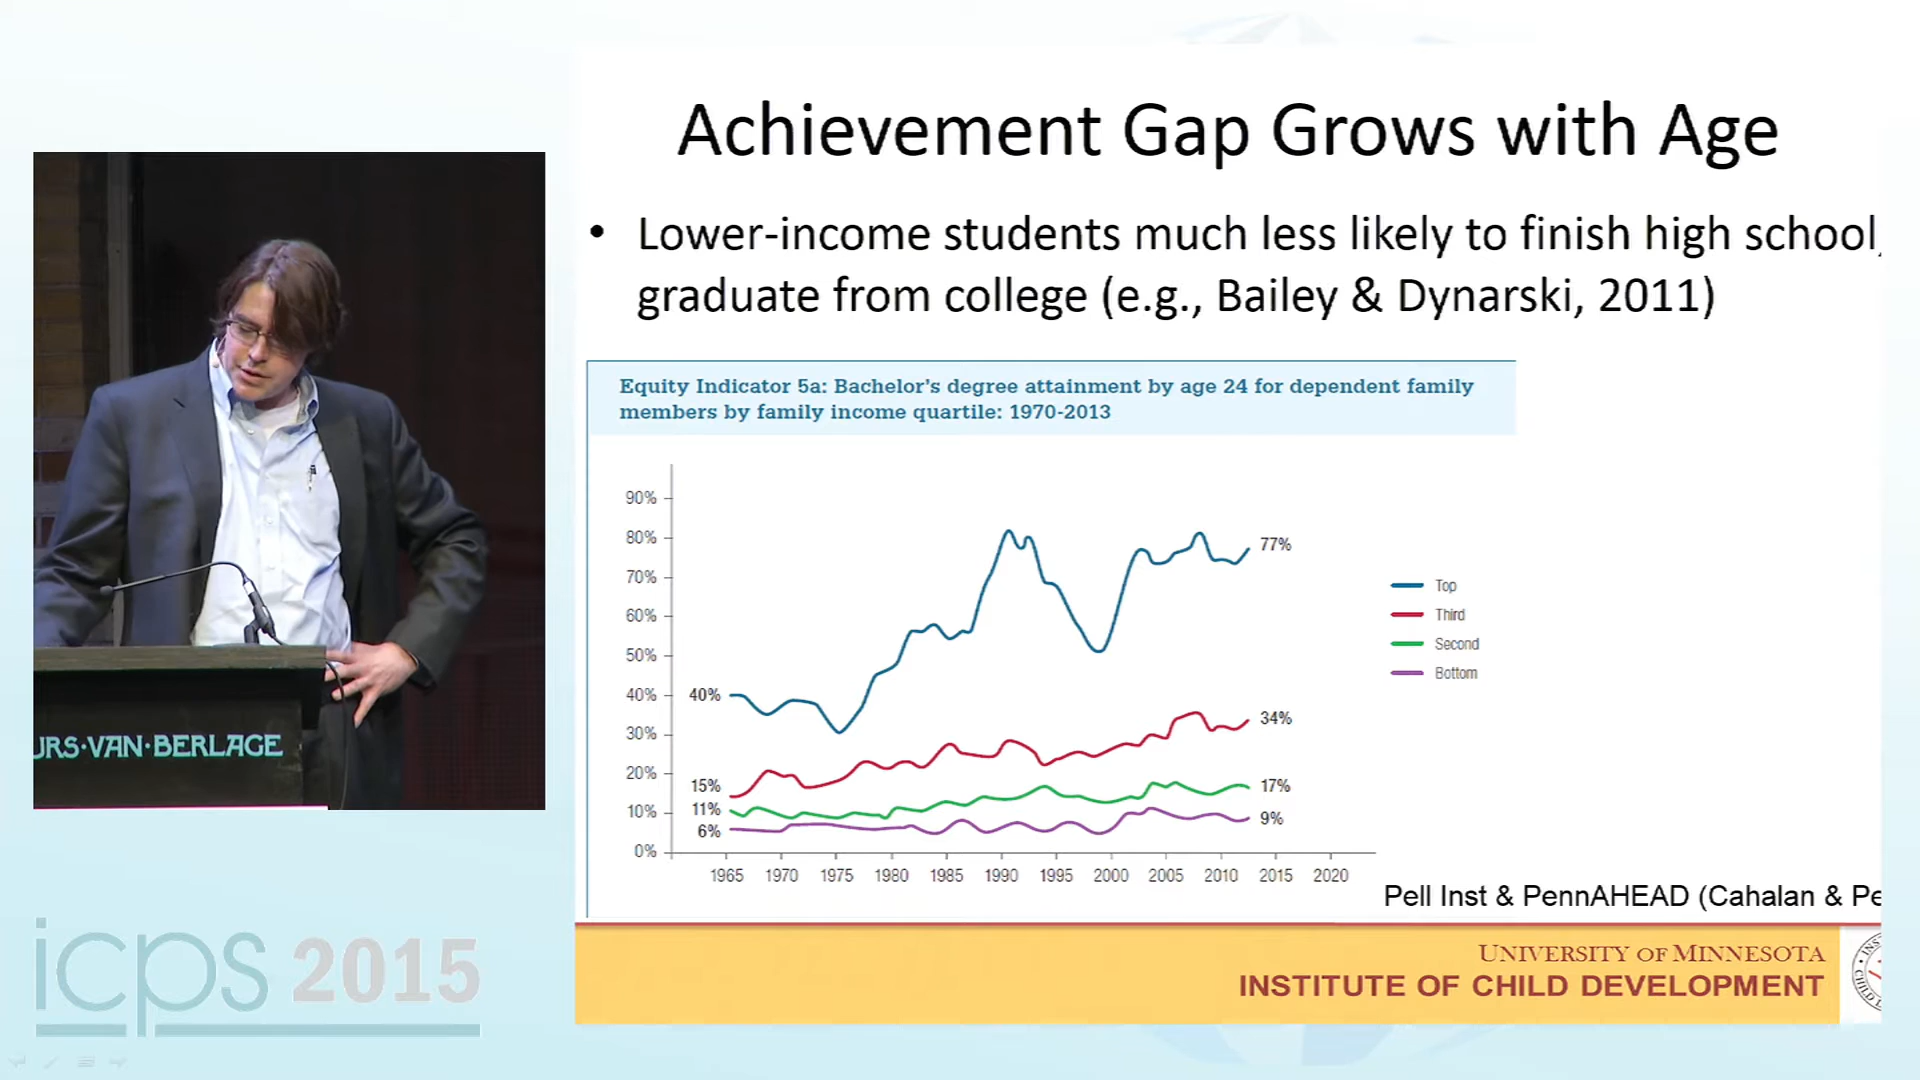 Achievement Gap Grows with Age
• Lower-income students much less likely to finish high school,
graduate from college (e.g., Bailey & Dynarski, 2011)
Equity Indicator 5a: Bachelor's degree attainment by age 24 for dependent family
members by family income quartile: 1970-2013
90%
80%
70%
60%
50%
40%
30%
20%
10%
0%
40%
15%
11%
6%
77%
34%
17%
9%
Top
Third
Second
Bottom
1965 1970 1975 1980 1985 1990 1995 2000 2005 2010 2015 2020
Pell Inst & PennAHEAD (Cahalan & Pe
UNIVERSITY OF MINNESOTA
INSTITUTE OF CHILD DEVELOPMENT
URS·VAN·BERLAGE
icps 2015